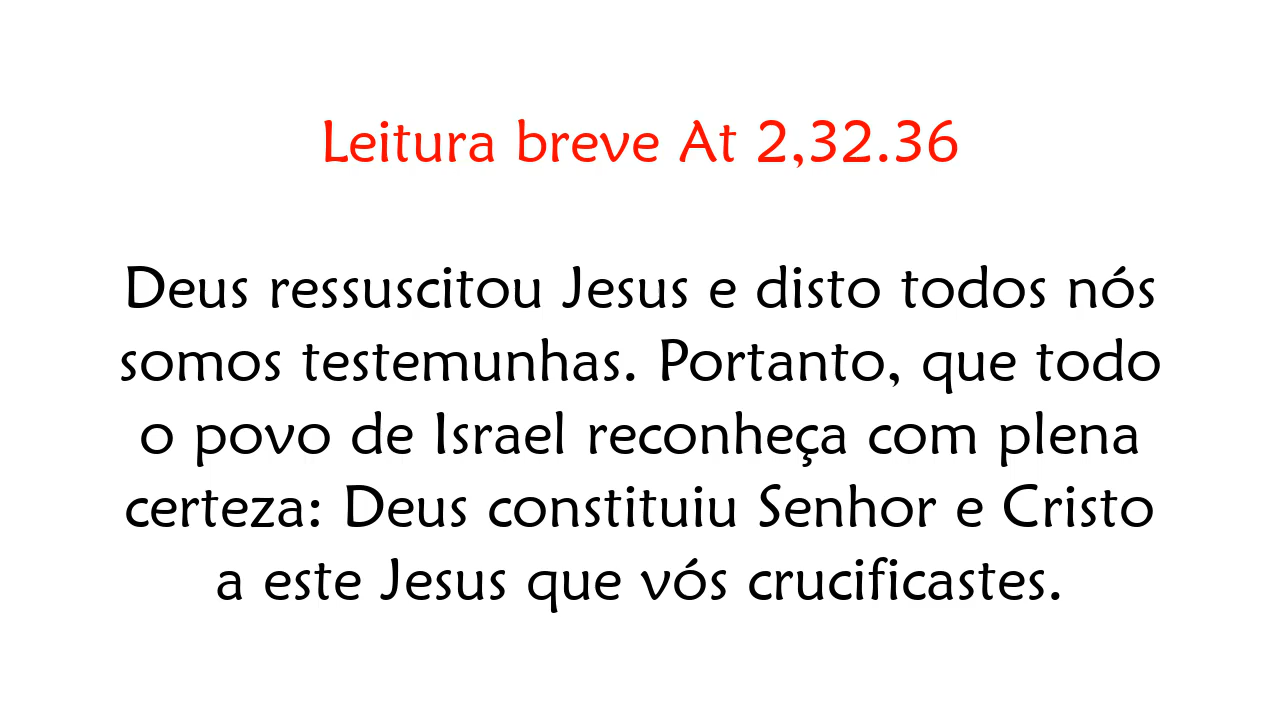 Leitura breve At 2,32.36
Deus ressuscitou Jesus e disto todos nós
somos testemunhas. Portanto, que todo
o povo de Israel reconheça com plena
certeza: Deus constituiu Senhor e Cristo
a este Jesus que vós crucificastes.